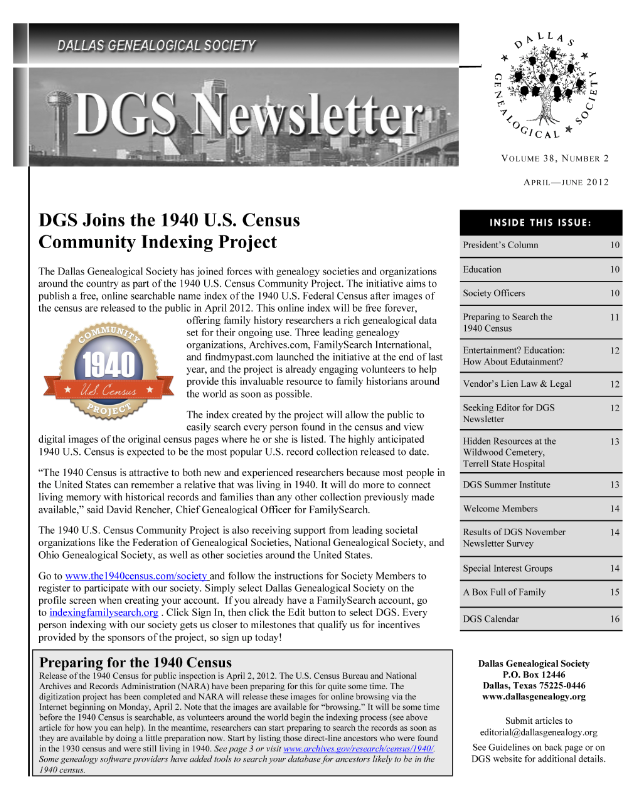 DALLAS GENEALOGICAL SOCIETY
DGS Newsletter
DALLAS
GENEALOGICAL SOCIETY
VOLUME 38, NUMBER 2
APRIL—JUNE 2012
DGS Joins the 1940 U.S. Census
Community Indexing Project
The Dallas Genealogical Society has joined forces with genealogy societies and organizations
around the country as part of the 1940 U.S. Census Community Project. The initiative aims to
publish a free, online searchable name index of the 1940 U.S. Federal Census after images of
the census are released to the public in April 2012. This online index will be free forever,
offering family history researchers a rich genealogical data
set for their ongoing use. Three leading genealogy
organizations, Archives.com, FamilySearch International,
and findmypast.com launched the initiative at the end of last
year, and the project is already engaging volunteers to help
provide this invaluable resource to family historians around
the world as soon as possible.
COMMUNITY
1940
U.S. Census
PROJECT
The index created by the project will allow the public to
easily search every person found in the census and view
digital images of the original census pages where he or she is listed. The highly anticipated
1940 U.S. Census is expected to be the most popular U.S. record collection released to date.
“The 1940 Census is attractive to both new and experienced researchers because most people in
the United States can remember a relative that was living in 1940. It will do more to connect
living memory with historical records and families than any other collection previously made
available,” said David Rencher, Chief Genealogical Officer for FamilySearch.
The 1940 U.S. Census Community Project is also receiving support from leading societal
organizations like the Federation of Genealogical Societies, National Genealogical Society, and
Ohio Genealogical Society, as well as other societies around the United States.
Go to www.the1940census.com/society and follow the instructions for Society Members to
register to participate with our society. Simply select Dallas Genealogical Society on the
profile screen when creating your account. If you already have a FamilySearch account, go
to indexingfamilysearch.org . Click Sign In, then click the Edit button to select DGS. Every
person indexing with our society gets us closer to milestones that qualify us for incentives
provided by the sponsors of the project, so sign up today!
Preparing for the 1940 Census
Release of the 1940 Census for public inspection is April 2, 2012. The U.S. Census Bureau and National
Archives and Records Administration (NARA) have been preparing for this for quite some time. The
digitization project has been completed and NARA will release these images for online browsing via the
Internet beginning on Monday, April 2. Note that the images are available for “browsing.” It will be some time
before the 1940 Census is searchable, as volunteers around the world begin the indexing process (see above
article for how you can help). In the meantime, researchers can start preparing to search the records as soon as
they are available by doing a little preparation now. Start by listing those direct-line ancestors who were found
in the 1930 census and were still living in 1940. See page 3 or visit www.archives.gov/research/census/1940/.
Some genealogy software providers have added tools to search your database for ancestors likely to be in the
1940 census.
INSIDE THIS ISSUE:
President’s Column 10
Education 10
Society Officers 10
Preparing to Search the 11
1940 Census
Entertainment? Education: 12
How About Edutainment?
Vendor’s Lien Law & Legal 12
Seeking Editor for DGS 12
Newsletter
Hidden Resources at the 13
Wildwood Cemetery,
Terrell State Hospital
DGS Summer Institute 13
Welcome Members 14
Results of DGS November 14
Newsletter Survey
Special Interest Groups 14
A Box Full of Family 15
DGS Calendar 16
Dallas Genealogical Society
P.O. Box 12446
Dallas, Texas 75225-0446
www.dallasgenealogy.org
Submit articles to
editorial@dallasgenealogy.org
See Guidelines on back page or on
DGS website for additional details.